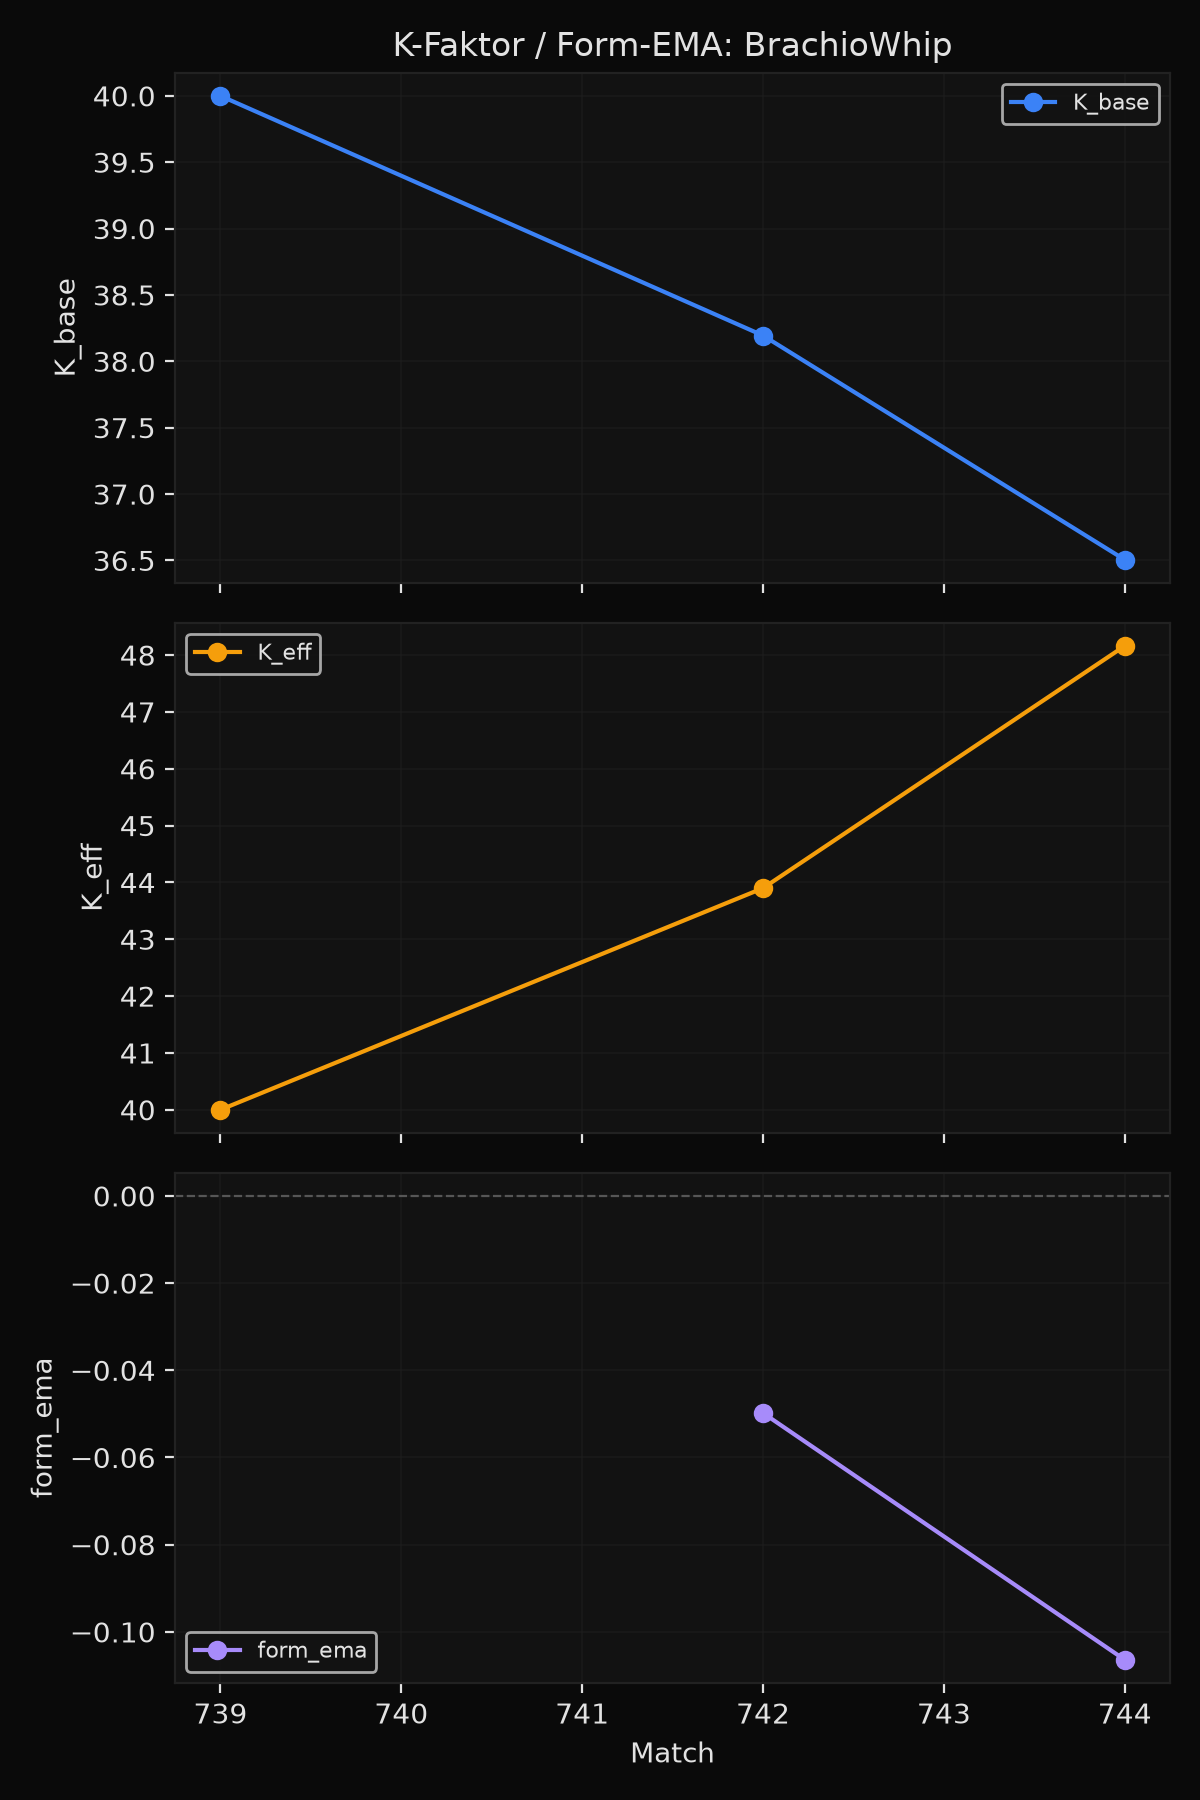 K-Faktor / Form-EMA: BrachioWhip
K_base
K_base
40.0
39.5
39.0
38.5
38.0
37.5
37.0
36.5
K_eff
K_eff
48
47
46
45
44
43
42
41
40
form_ema
0.00
−0.02
−0.04
−0.06
−0.08
−0.10
form_ema
739 740 741 742 743 744
Match